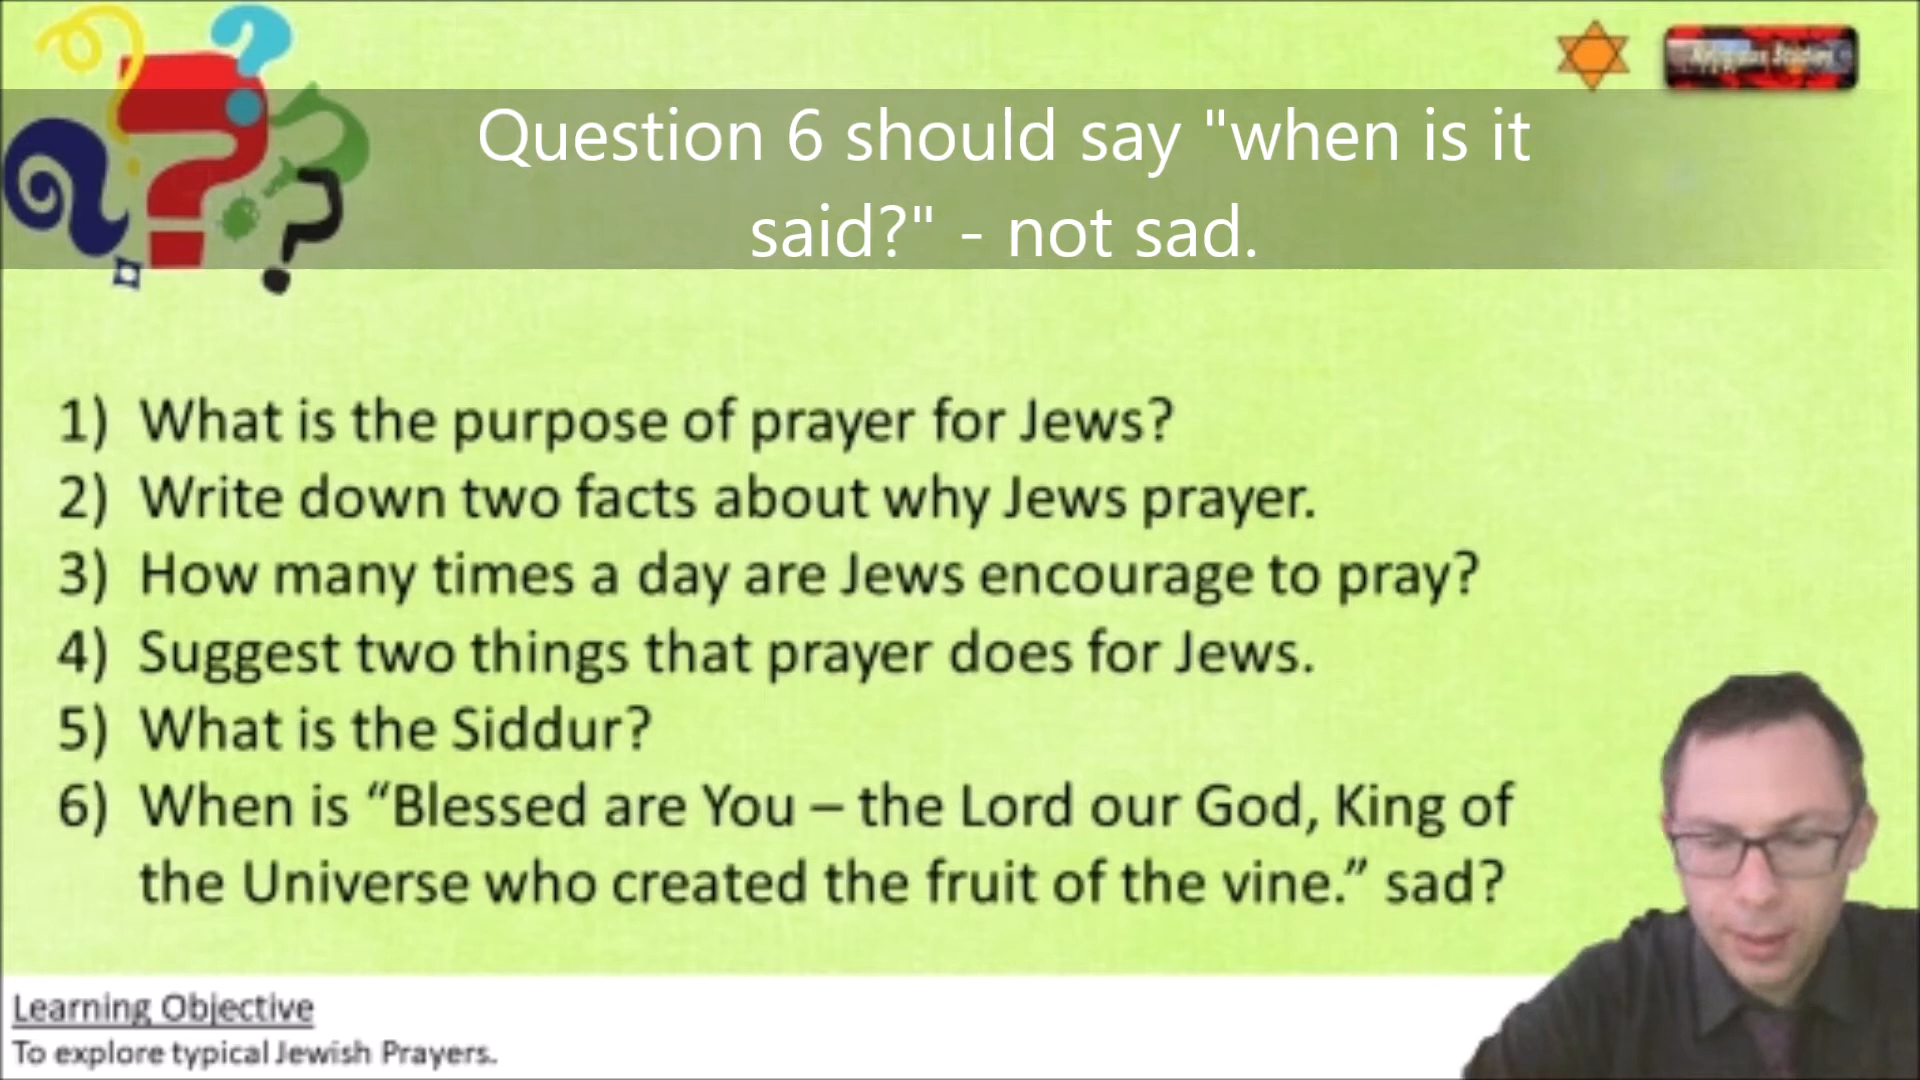 Religious Studies
Question 6 should say "when is it
said?" - not sad.
1) What is the purpose of prayer for Jews?
2) Write down two facts about why Jews prayer.
3) How many times a day are Jews encourage to pray?
4) Suggest two things that prayer does for Jews.
5) What is the Siddur?
6) When is “Blessed are You – the Lord our God, King of
the Universe who created the fruit of the vine.” sad?
Learning Objective
To explore typical Jewish Prayers.